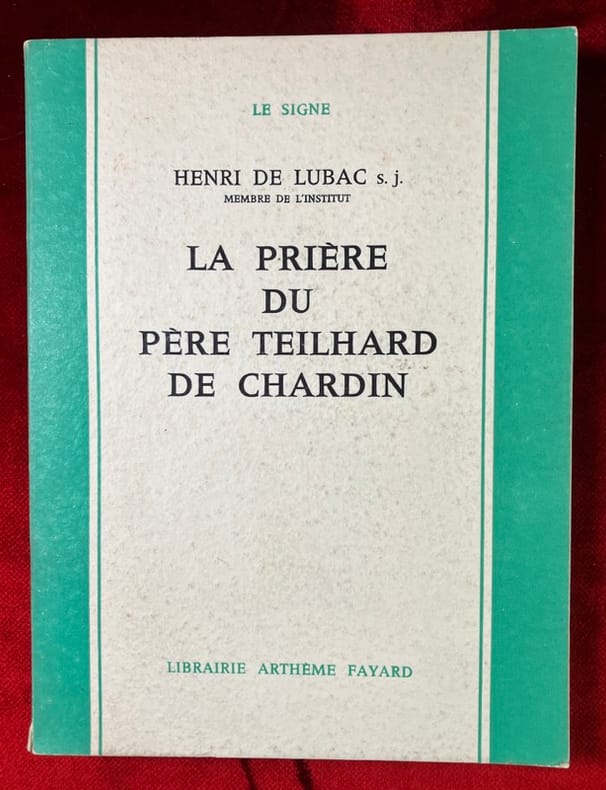 LE SIGNE
HENRI DE LUBAC s. j.
MEMBRE DE L'INSTITUT
LA PRIÈRE
DU
PÈRE TEILHARD
DE CHARDIN
LIBRAIRIE ARTHÈME FAYARD